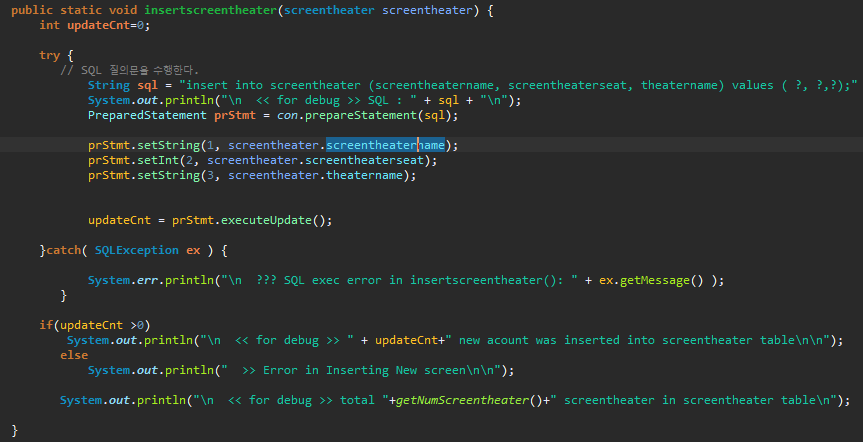 public static void insertscreentheater(screentheater screentheater) {
int updateCnt=0;
try {
// SQL 질의문을 수행한다.
String sql = "insert into screentheater (screentheatername, screentheaterseat, theatername) values ( ?, ?,?);"
System.out.println("\n  << for debug >> SQL : " + sql + "\n");
PreparedStatement prStmt = con.prepareStatement(sql);
prStmt.setString(1, screentheater.screentheatername);
prStmt.setInt(2, screentheater.screentheaterseat);
prStmt.setString(3, screentheater.theatername);
updateCnt = prStmt.executeUpdate();
}catch( SQLException ex ) {
System.err.println("\n  ??? SQL exec error in insertscreentheater(): " + ex.getMessage() );
}
if(updateCnt >0)
System.out.println("\n  << for debug >> " + updateCnt+" new acount was inserted into screentheater table\n\n");
else
System.out.println("  >> Error in Inserting New screen\n\n");
System.out.println("\n  << for debug >> total "+getNumScreentheater()+" screentheater in screentheater table\n");
}